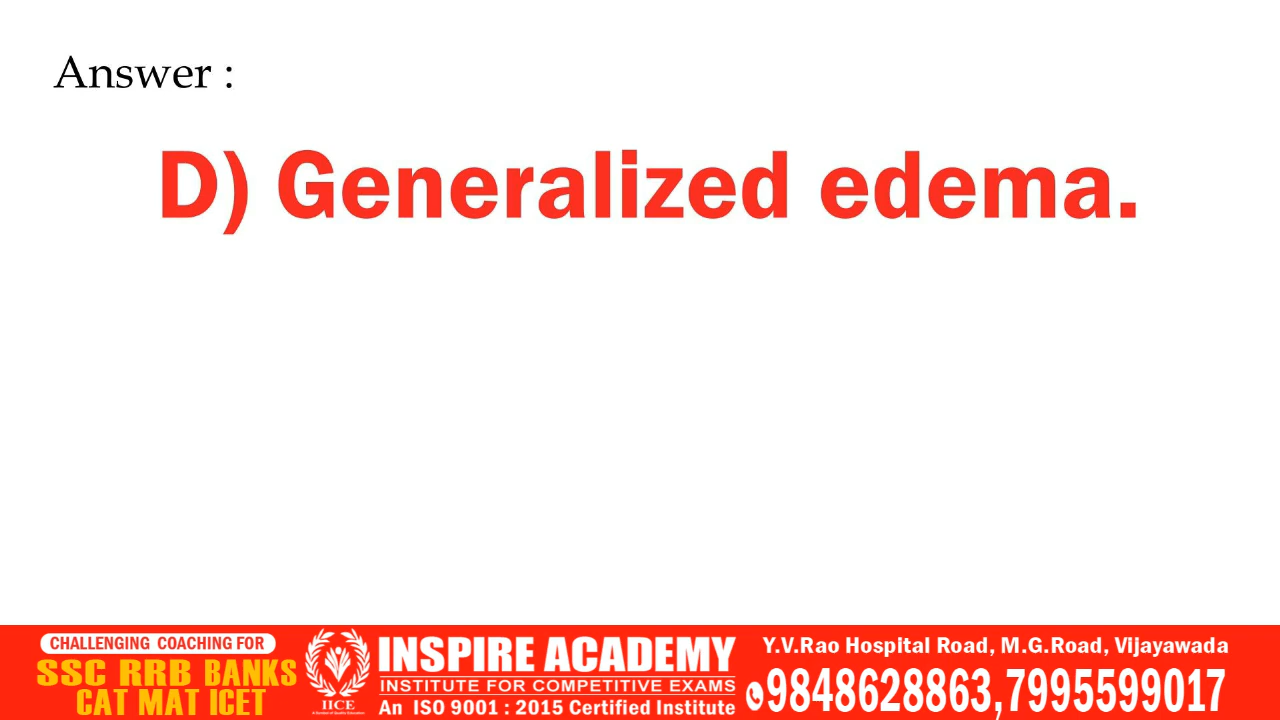 Answer :
D) Generalized edema.
CHALLENGING COACHING FOR
SSC RRB BANKS
CAT MAT ICET
IICE
INSPIRE ACADEMY
INSTITUTE FOR COMPETITIVE EXAMS
An ISO 9001 : 2015 Certified Institute
Y.V.Rao Hospital Road, M.G.Road, Vijayawada
9848628863,7995599017